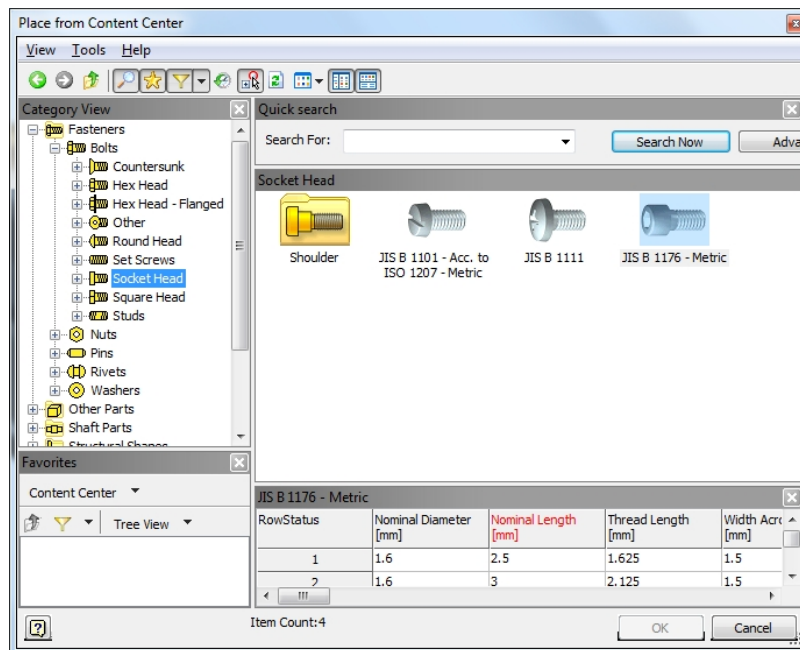 Place from Content Center
View Tools Help
Category View
Fasteners
Bolts
Countersunk
Hex Head
Hex Head - Flanged
Other
Round Head
Set Screws
Socket Head
Square Head
Studs
Nuts
Pins
Rivets
Washers
Other Parts
Shaft Parts
Structural Shapes
Favorites
Content Center
Tree View
Quick search
Search For:
Search Now
Adva
Socket Head
Shoulder
JIS B 1101 - Acc. to
ISO 1207 - Metric
JIS B 1111
JIS B 1176 - Metric
JIS B 1176 - Metric
RowStatus Nominal Diameter Nominal Length Thread Length Width Acro
[mm] [mm] [mm] [mm]
1 1.6 2.5 1.625 1.5
2 1.6 3 2.125 1.5
Item Count:4
OK Cancel